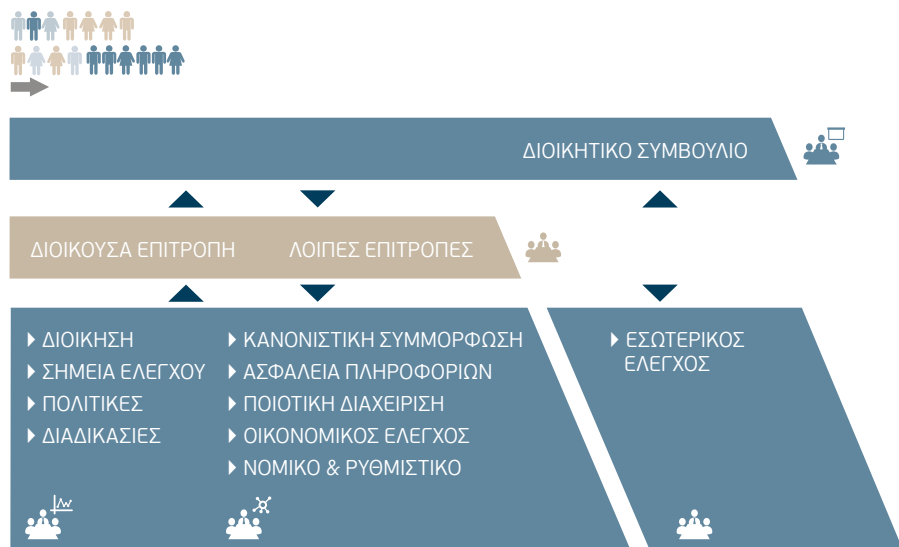 ΔΙΟΙΚΗΤΙΚΟ ΣΥΜΒΟΥΛΙΟ
ΔΙΟΙΚΟΥΣΑ ΕΠΙΤΡΟΠΗ
ΛΟΙΠΕΣ ΕΠΙΤΡΟΠΕΣ
ΔΙΟΙΚΗΣΗ
ΣΗΜΕΙΑ ΕΛΕΓΧΟΥ
ΠΟΛΙΤΙΚΕΣ
ΔΙΑΔΙΚΑΣΙΕΣ
ΚΑΝΟΝΙΣΤΙΚΗ ΣΥΜΜΟΡΦΩΣΗ
ΑΣΦΑΛΕΙΑ ΠΛΗΡΟΦΟΡΙΩΝ
ΠΟΙΟΤΙΚΗ ΔΙΑΧΕΙΡΙΣΗ
ΟΙΚΟΝΟΜΙΚΟΣ ΕΛΕΓΧΟΣ
ΝΟΜΙΚΟ & ΡΥΘΜΙΣΤΙΚΟ
ΕΣΩΤΕΡΙΚΟΣ
ΕΛΕΓΧΟΣ